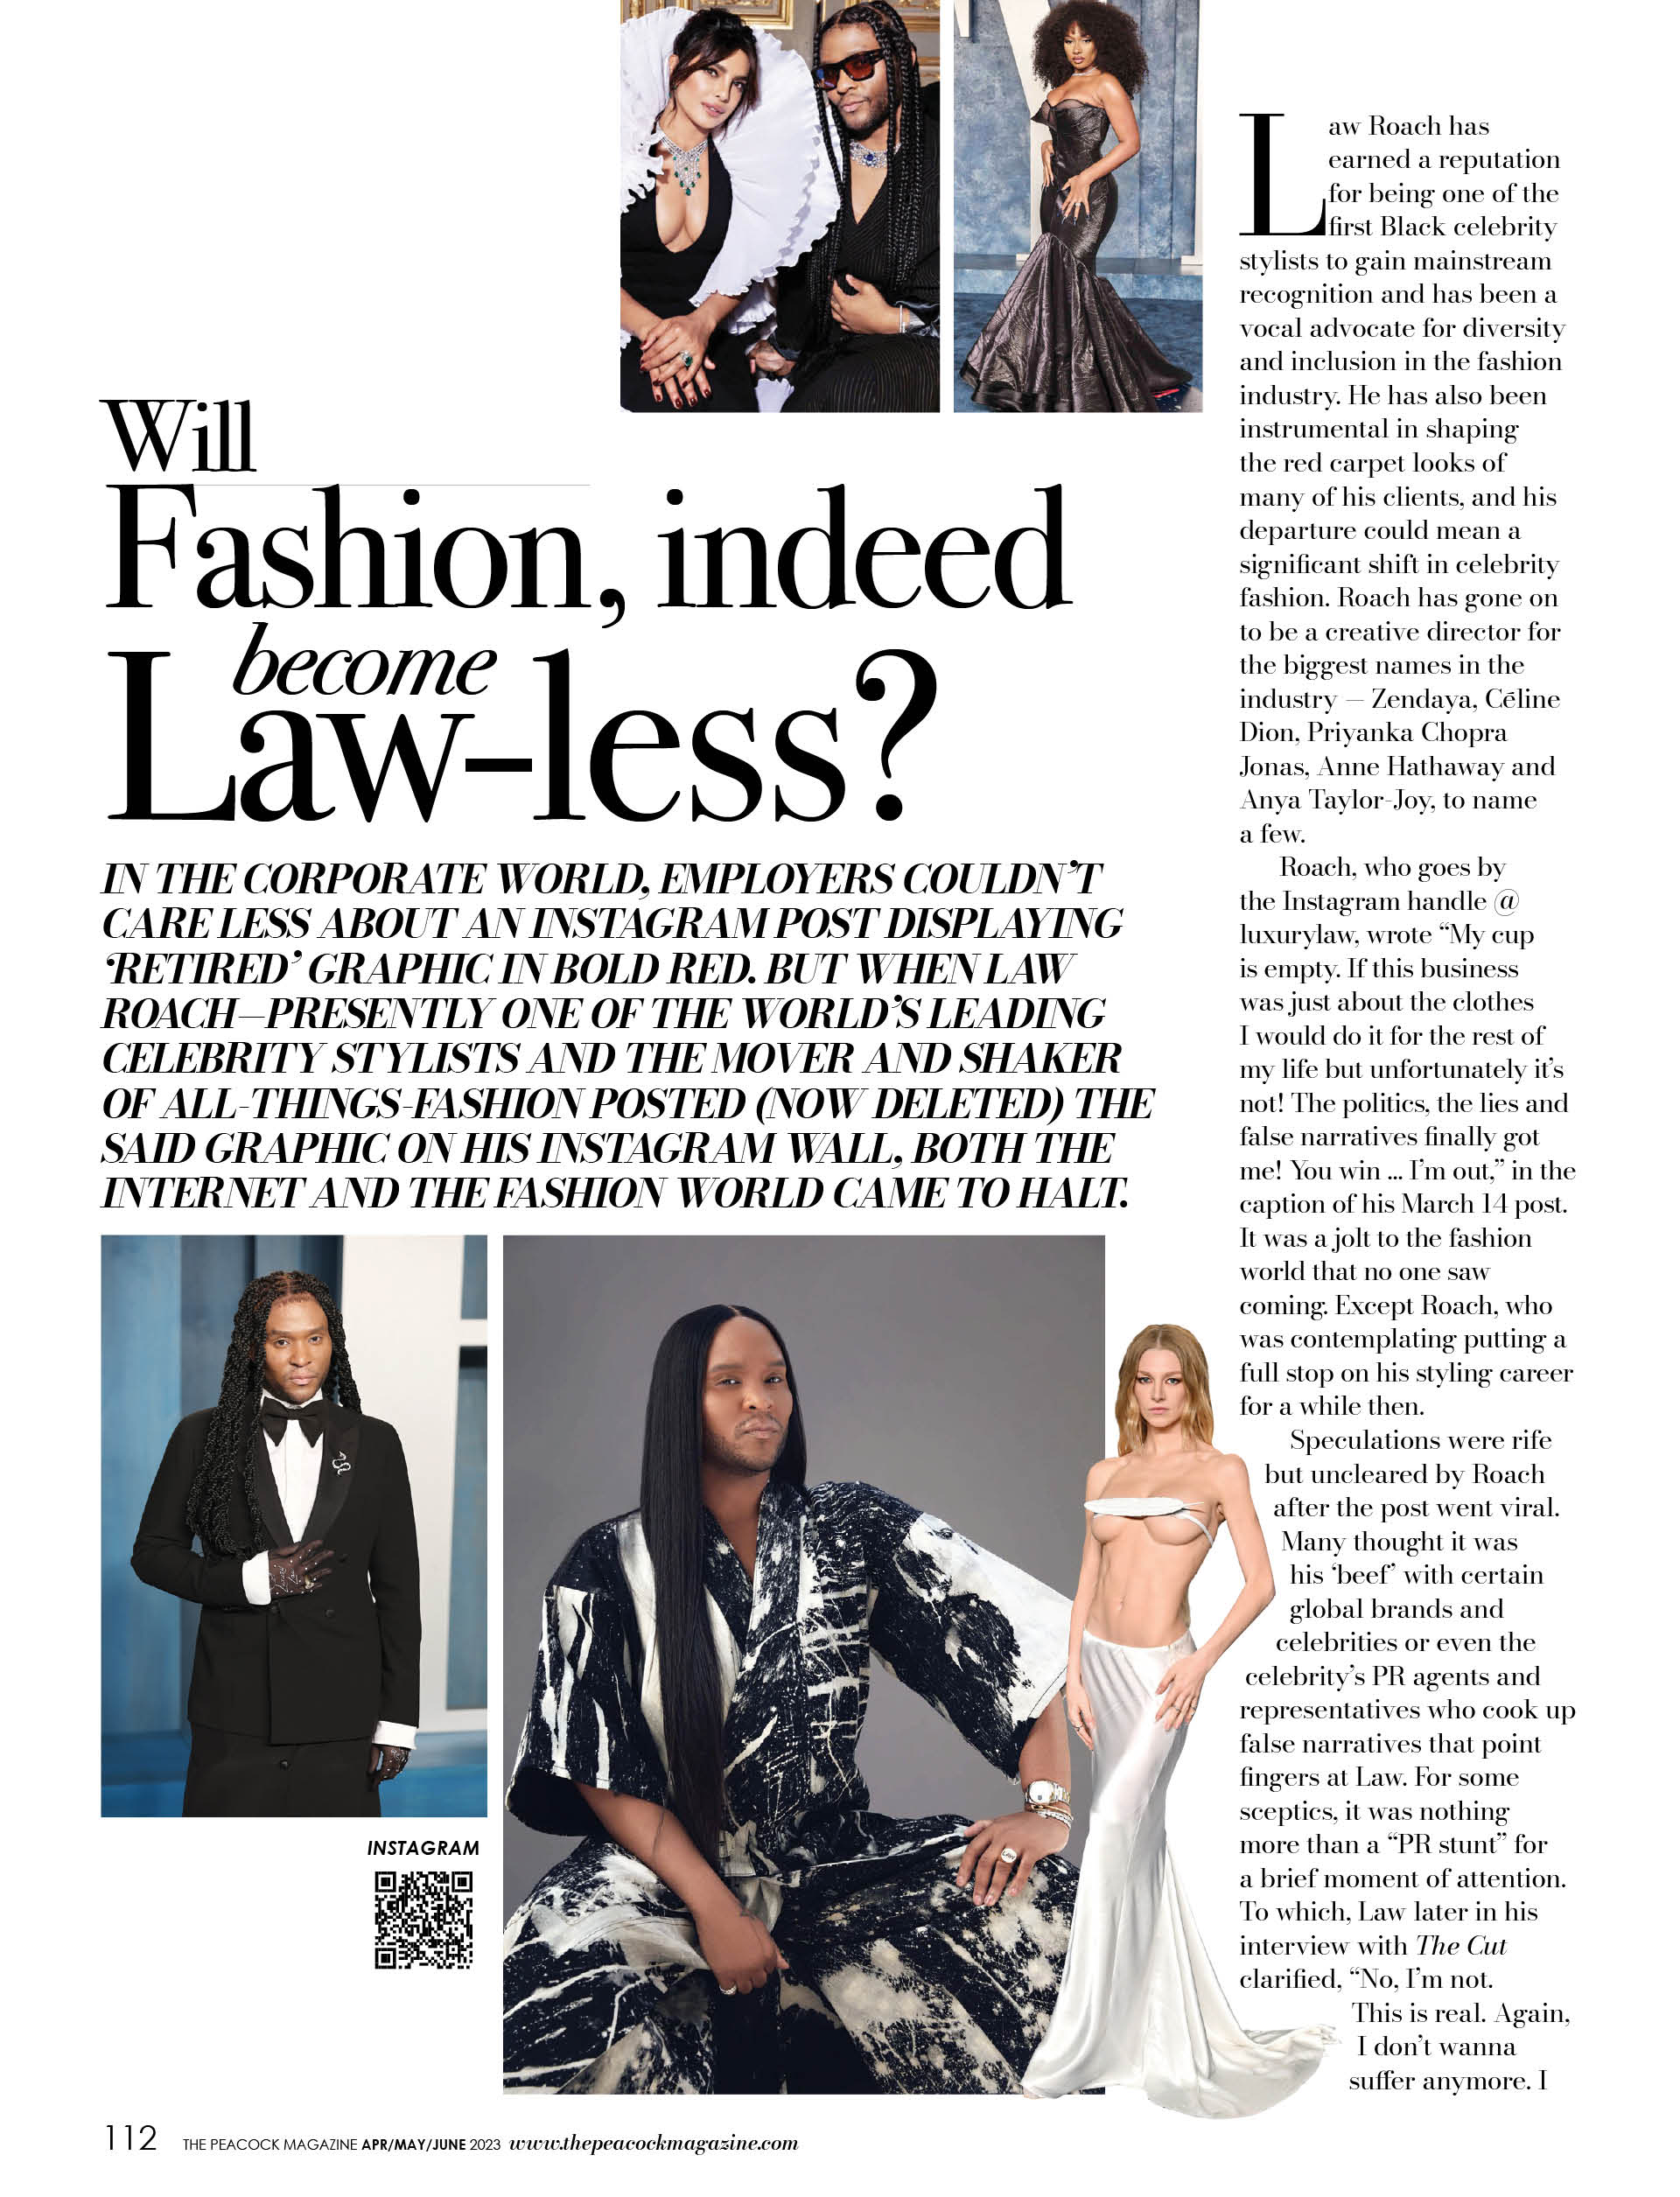 Will
Fashion, indeed
become
Law-less?
IN THE CORPORATE WORLD, EMPLOYERS COULDN’T
CARE LESS ABOUT AN INSTAGRAM POST DISPLAYING
‘RETIRED’ GRAPHIC IN BOLD RED. BUT WHEN LAW
ROACH—PRESENTLY ONE OF THE WORLD’S LEADING
CELEBRITY STYLISTS AND THE MOVER AND SHAKER
OF ALL-THINGS-FASHION POSTED (NOW DELETED) THE
SAID GRAPHIC ON HIS INSTAGRAM WALL, BOTH THE
INTERNET AND THE FASHION WORLD CAME TO HALT.
INSTAGRAM
Law Roach has
earned a reputation
for being one of the
first Black celebrity
stylists to gain mainstream
recognition and has been a
vocal advocate for diversity
and inclusion in the fashion
industry. He has also been
instrumental in shaping
the red carpet looks of
many of his clients, and his
departure could mean a
significant shift in celebrity
fashion. Roach has gone on
to be a creative director for
the biggest names in the
industry — Zendaya, Céline
Dion, Priyanka Chopra
Jonas, Anne Hathaway and
Anya Taylor-Joy, to name
a few.
Roach, who goes by
the Instagram handle @
luxurylaw, wrote “My cup
is empty. If this business
was just about the clothes
I would do it for the rest of
my life but unfortunately it’s
not! The politics, the lies and
false narratives finally got
me! You win ... I’m out,” in the
caption of his March 14 post.
It was a jolt to the fashion
world that no one saw
coming. Except Roach, who
was contemplating putting a
full stop on his styling career
for a while then.
Speculations were rife
but uncleared by Roach
after the post went viral.
Many thought it was
his ‘beef’ with certain
global brands and
celebrities or even the
celebrity’s PR agents and
representatives who cook up
false narratives that point
fingers at Law. For some
sceptics, it was nothing
more than a “PR stunt” for
a brief moment of attention.
To which, Law later in his
interview with The Cut
clarified, “No, I’m not.
This is real. Again,
I don’t wanna
suffer anymore. I
112 THE PEACOCK MAGAZINE APR/MAY/JUNE 2023 www.thepeacockmagazine.com